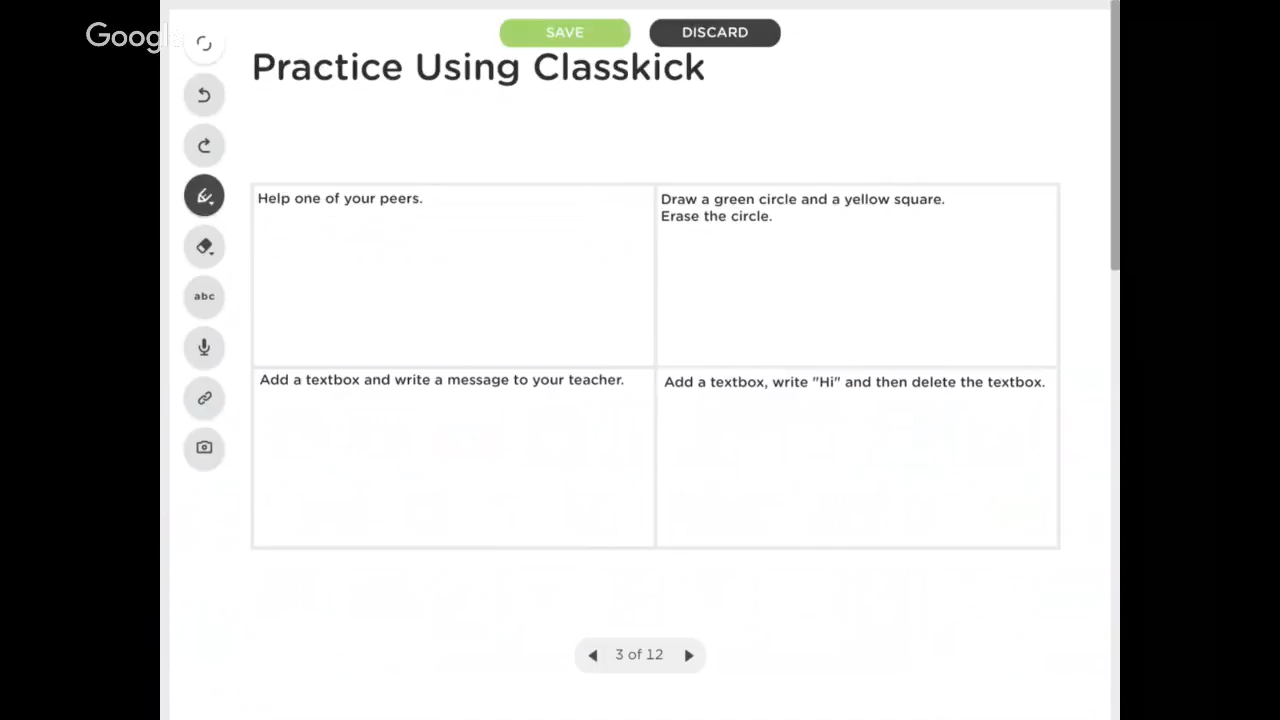 Google
SAVE
DISCARD
Practice Using Classkick
Help one of your peers.
Draw a green circle and a yellow square.
Erase the circle.
abc
Add a textbox and write a message to your teacher.
Add a textbox, write "Hi" and then delete the textbox.
3 of 12